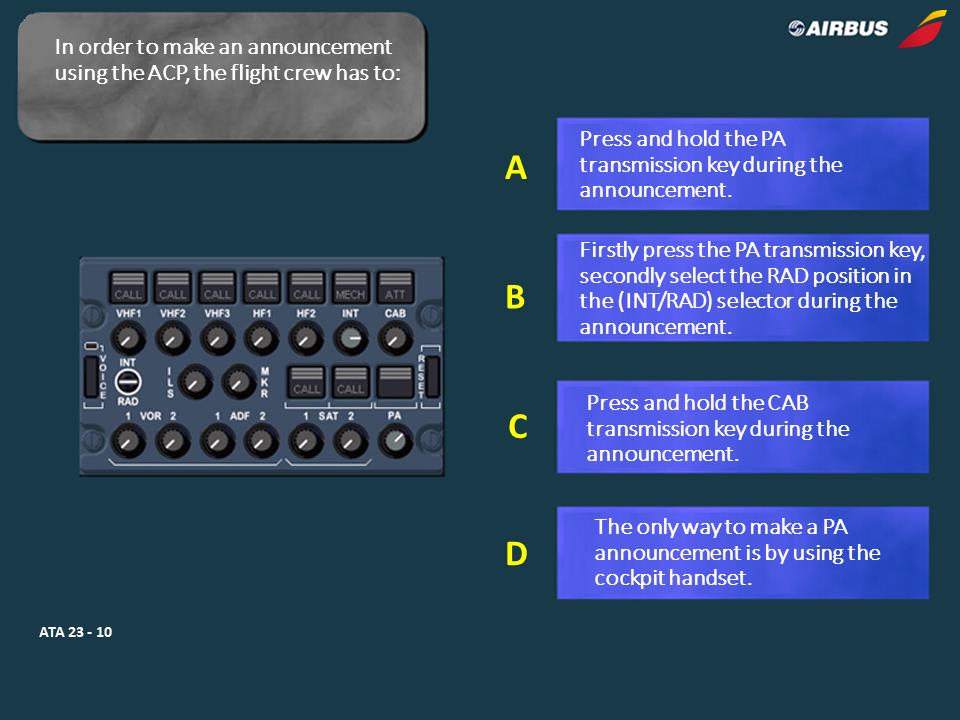 In order to make an announcement
using the ACP, the flight crew has to:
AIRBUS
A
Press and hold the PA
transmission key during the
announcement.
B
Firstly press the PA transmission key,
secondly select the RAD position in
the (INT/RAD) selector during the
announcement.
C
Press and hold the CAB
transmission key during the
announcement.
D
The only way to make a PA
announcement is by using the
cockpit handset.
CALL CALL CALL CALL CALL MECH ATT
VHF1 VHF2 VHF3 HF1 HF2 INT CAB
VOICE
INT
RAD
ILS
MKR
CALL CALL
RESET
1 VOR 2 1 ADF 2 1 SAT 2 PA
ATA 23 - 10